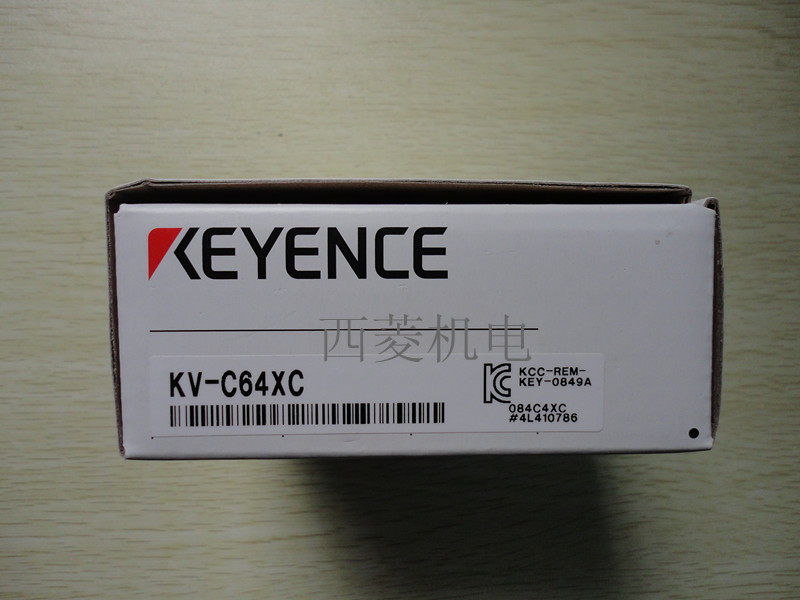 KEYENCE
西菱机电
KV-C64XC
KCC-REM-
KEY-0849A
084C4XC
#4L410786